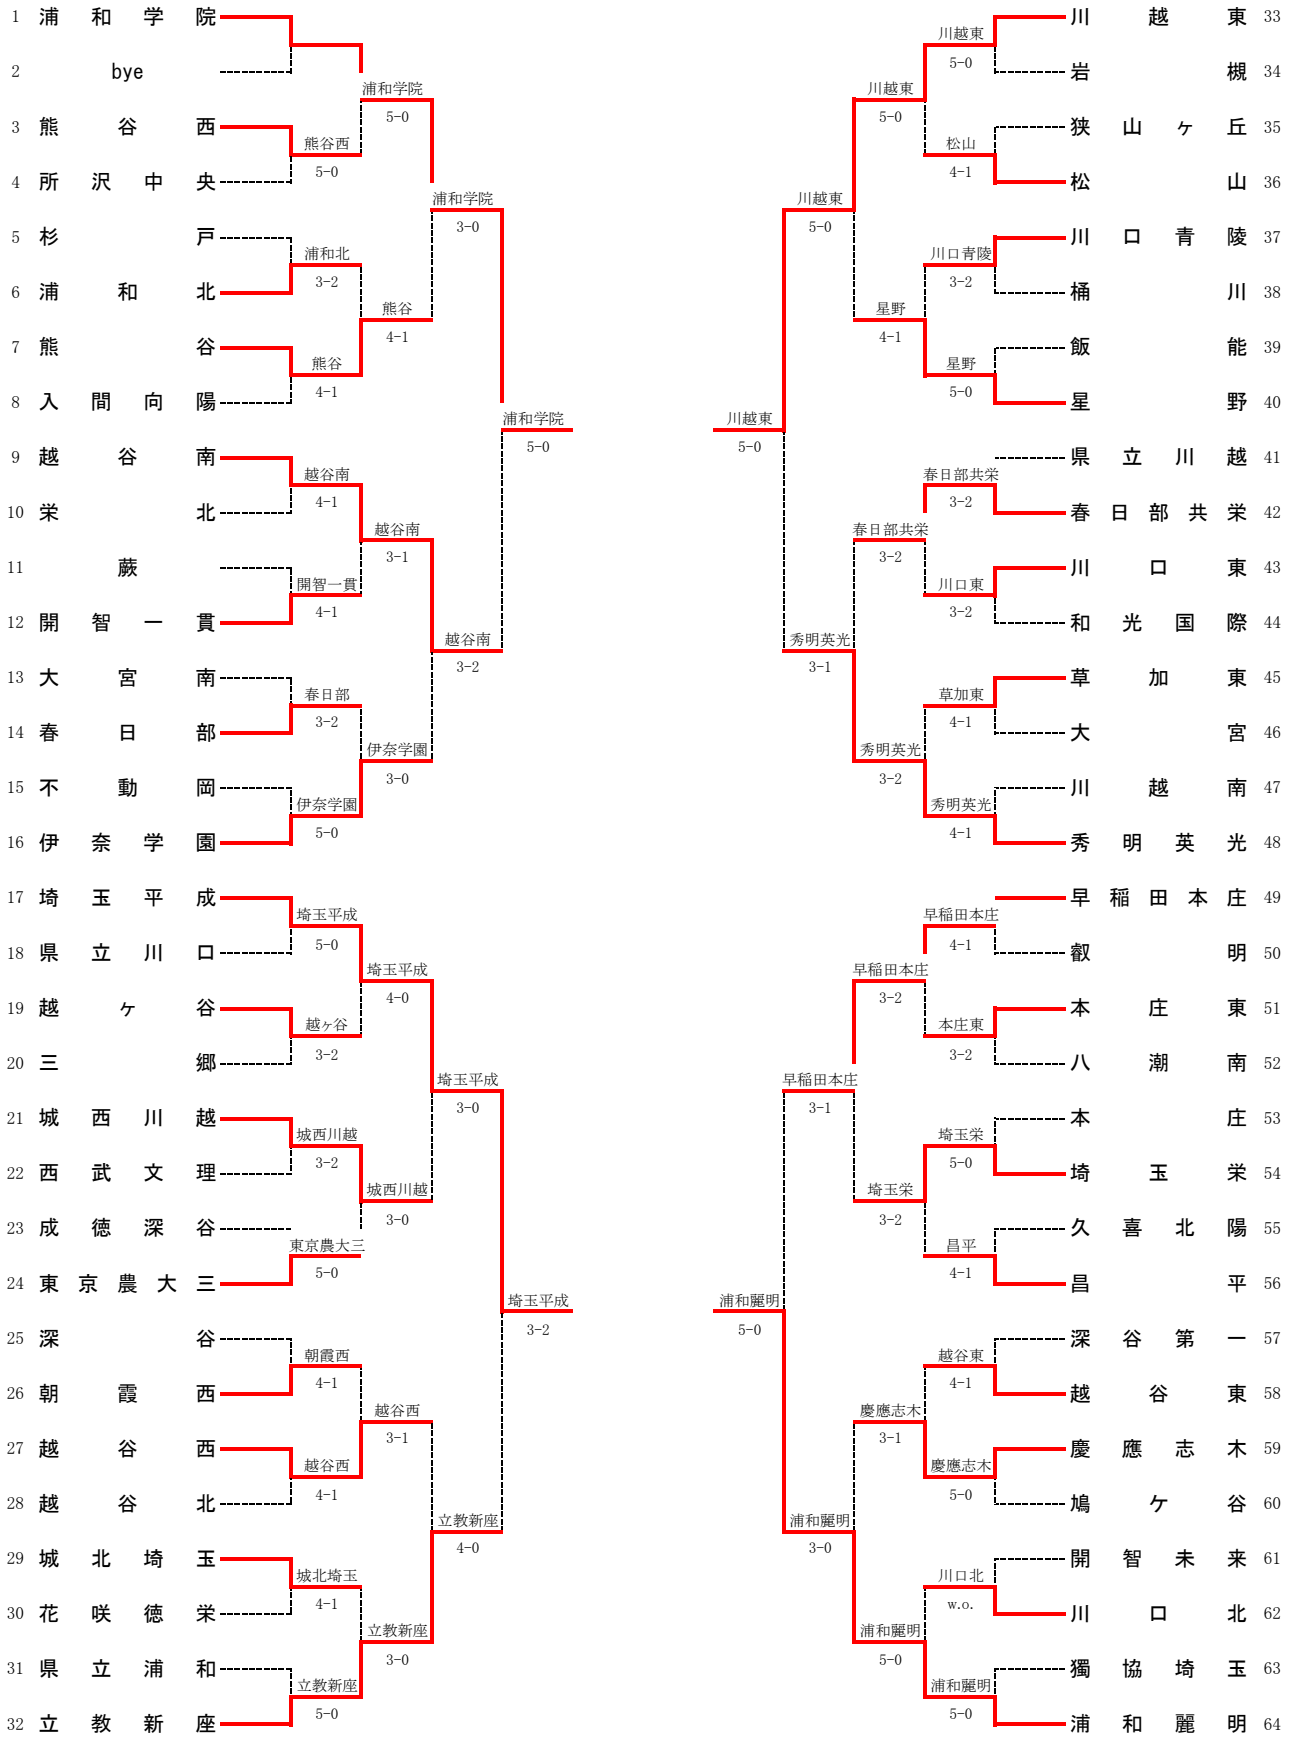 1 浦和学院
2 bye
浦和学院
5-0
3 熊谷西
熊谷西
5-0
4 所沢中央
浦和学院
3-0
5 杉戸
浦和北
3-2
6 浦和北
熊谷
4-1
7 熊谷
熊谷
4-1
8 入間向陽
浦和学院
5-0
9 越谷南
越谷南
4-1
10 栄北
越谷南
3-1
11 蕨
開智一貫
4-1
12 開智一貫
越谷南
3-2
13 大宮南
春日部
3-2
14 春日部
伊奈学園
3-0
15 不動岡
伊奈学園
5-0
16 伊奈学園
17 埼玉平成
埼玉平成
5-0
18 県立川口
埼玉平成
4-0
19 越ヶ谷
越ヶ谷
3-2
20 三郷
埼玉平成
3-0
21 城西川越
城西川越
3-2
22 西武文理
城西川越
3-0
23 成徳深谷
東京農大三
5-0
24 東京農大三
埼玉平成
3-2
25 深谷
朝霞西
4-1
26 朝霞西
越谷西
3-1
27 越谷西
越谷西
4-1
28 越谷北
立教新座
4-0
29 城北埼玉
城北埼玉
4-1
30 花咲徳栄
立教新座
3-0
31 県立浦和
立教新座
5-0
32 立教新座
川越東 33
川越東
5-0
岩槻 34
川越東
5-0
狭山ヶ丘 35
松山
4-1
松山 36
川越東
5-0
川口青陵 37
川口青陵
3-2
桶川 38
星野
4-1
飯能 39
星野
5-0
星野 40
川越東
5-0
県立川越 41
春日部共栄
3-2
春日部共栄 42
春日部共栄
3-2
川口東 43
川口東
3-2
和光国際 44
秀明英光
3-1
草加東 45
草加東
4-1
大宮 46
秀明英光
3-2
川越南 47
秀明英光
4-1
秀明英光 48
早稲田本庄 49
早稲田本庄
4-1
叡明 50
早稲田本庄
3-2
本庄東 51
本庄東
3-2
八潮南 52
早稲田本庄
3-1
本庄 53
埼玉栄
5-0
埼玉栄 54
埼玉栄
3-2
久喜北陽 55
昌平
4-1
昌平 56
浦和麗明
5-0
深谷第一 57
越谷東
4-1
越谷東 58
慶應志木
3-1
慶應志木 59
慶應志木
5-0
鳩ケ谷 60
浦和麗明
3-0
開智未来 61
川口北
w.o.
川口北 62
浦和麗明
5-0
獨協埼玉 63
浦和麗明
5-0
浦和麗明 64